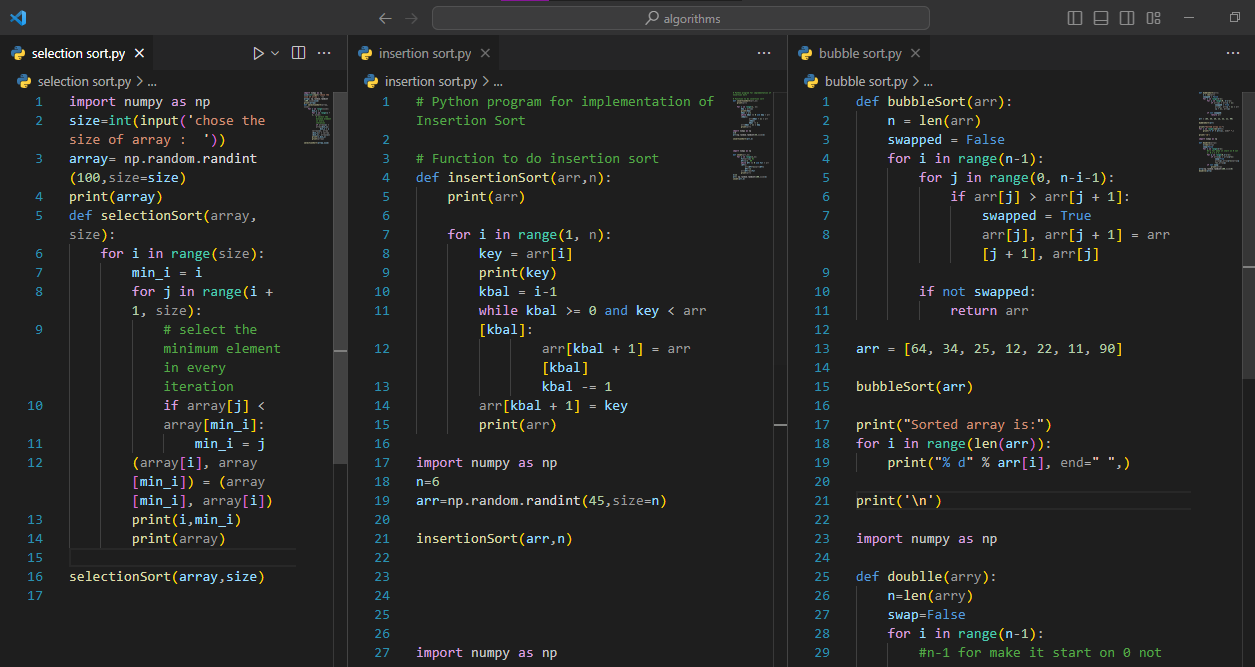 algorithms
selection sort.py
selection sort.py > ...
1 import numpy as np
2 size=int(input('chose the
size of array :  '))
3 array= np.random.randint
(100,size=size)
4 print(array)
5 def selectionSort(array,
size):
6     for i in range(size):
7         min_i = i
8         for j in range(i +
1, size):
9             # select the
minimum element
in every
iteration
10             if array[j] <
array[min_i]:
11                 min_i = j
12         (array[i], array
[min_i]) = (array
[min_i], array[i])
13         print(i,min_i)
14         print(array)
15
16 selectionSort(array,size)
17
insertion sort.py
insertion sort.py > ...
1 # Python program for implementation of
Insertion Sort
2
3 # Function to do insertion sort
4 def insertionSort(arr,n):
5     print(arr)
6
7     for i in range(1, n):
8         key = arr[i]
9         print(key)
10         kbal = i-1
11         while kbal >= 0 and key < arr
[kbal]:
12                 arr[kbal + 1] = arr
[kbal]
13                 kbal -= 1
14         arr[kbal + 1] = key
15         print(arr)
16
17 import numpy as np
18 n=6
19 arr=np.random.randint(45,size=n)
20
21 insertionSort(arr,n)
22
23
24
25
26
27 import numpy as np
bubble sort.py
bubble sort.py > ...
1 def bubbleSort(arr):
2     n = len(arr)
3     swapped = False
4     for i in range(n-1):
5         for j in range(0, n-i-1):
6             if arr[j] > arr[j + 1]:
7                 swapped = True
8                 arr[j], arr[j + 1] = arr
[j + 1], arr[j]
9
10         if not swapped:
11             return arr
12
13 arr = [64, 34, 25, 12, 22, 11, 90]
14
15 bubbleSort(arr)
16
17 print("Sorted array is:")
18 for i in range(len(arr)):
19     print("% d" % arr[i], end=" ",)
20
21 print('\n')
22
23 import numpy as np
24
25 def doublle(arry):
26     n=len(arry)
27     swap=False
28     for i in range(n-1):
29         #n-1 for make it start on 0 not